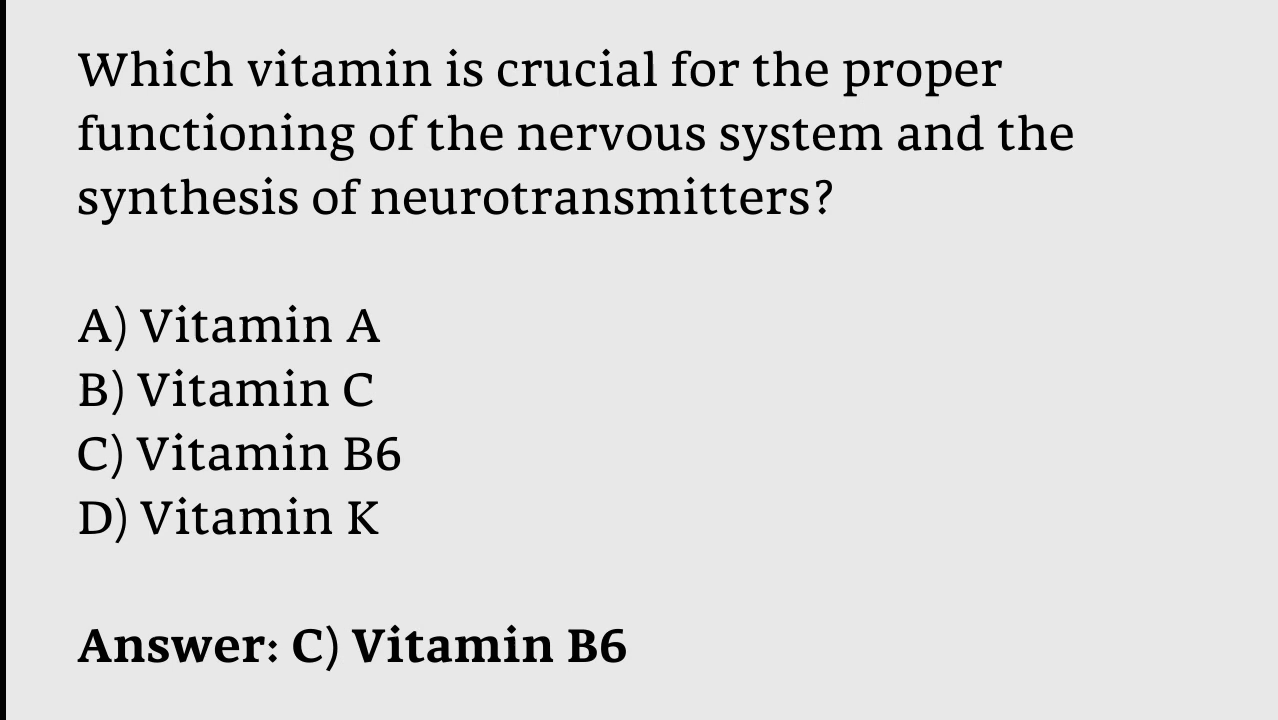 Which vitamin is crucial for the proper
functioning of the nervous system and the
synthesis of neurotransmitters?
A) Vitamin A
B) Vitamin C
C) Vitamin B6
D) Vitamin K
Answer: C) Vitamin B6